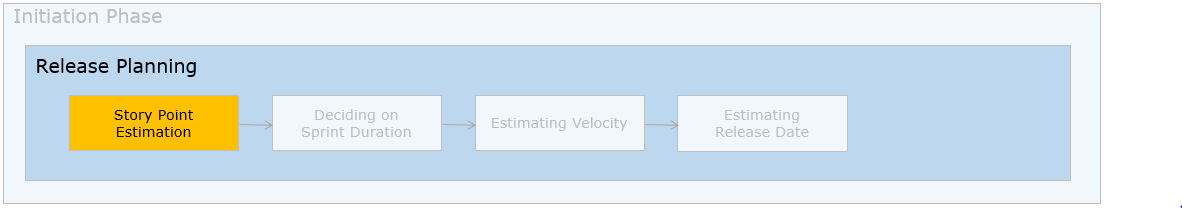 Initiation Phase
Release Planning
Story Point
Estimation
Deciding on
Sprint Duration
Estimating Velocity
Estimating
Release Date